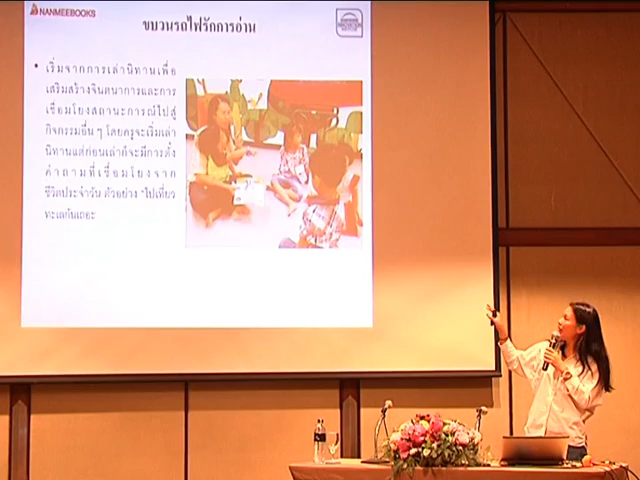 NANMEEBOOKS
ขบวนรถไฟรักการอ่าน
• เริ่มจากการเล่านิทานเพื่อ
เสริมสร้างจินตนาการและการ
เชื่อมโยงสถานะการณ์ไปสู่
กิจกรรมอื่น ๆ โดยครูจะเริ่มเล่า
นิทานแต่ก่อนเล่าก็จะมีการตั้ง
คำถามที่เชื่อมโยงจาก
ชีวิตประจำวัน ตัวอย่าง "ไปเที่ยว
ทะเลกันเถอะ